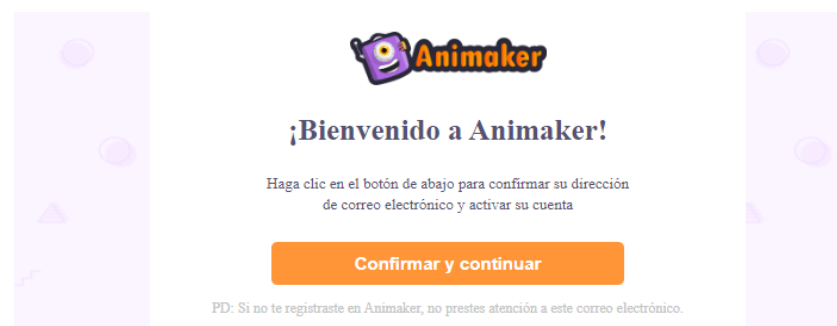 Animaker
¡Bienvenido a Animaker!
Haga clic en el botón de abajo para confirmar su dirección
de correo electrónico y activar su cuenta
Confirmar y continuar
PD: Si no te registraste en Animaker, no prestes atención a este correo electrónico.